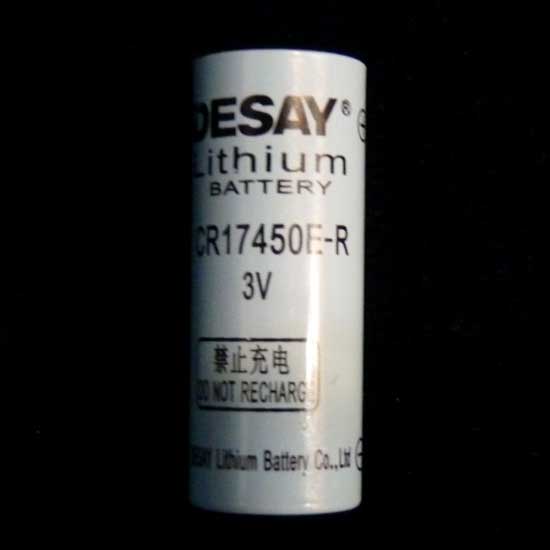 DESAY®
Lithium
BATTERY
CR17450E-R
3V
禁止充电
DO NOT RECHARGE
DESAY Lithium Battery Co.,Ltd